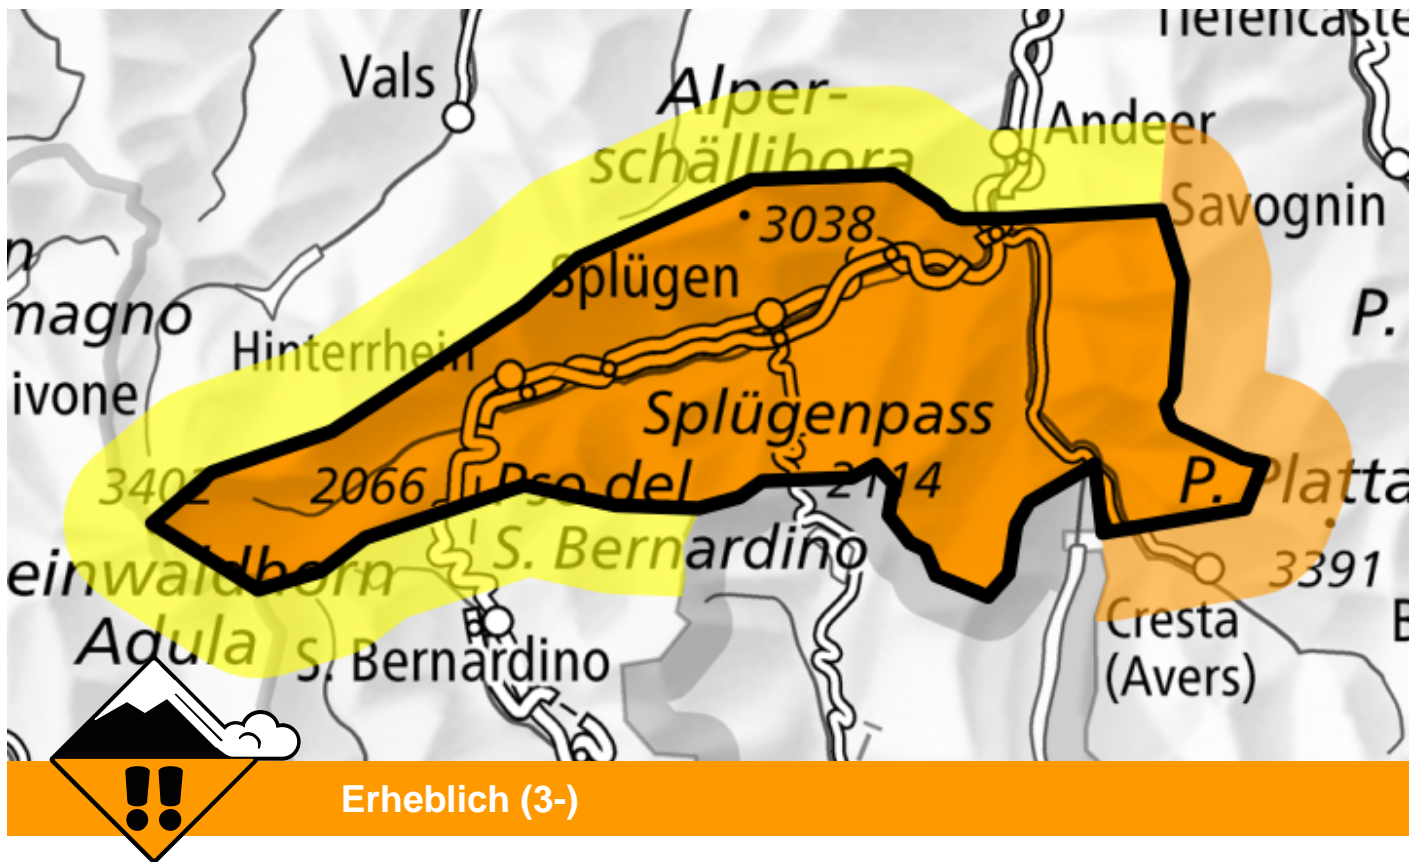 Tiefencaste
Vals
Alper-
schällihora
Andeer
Savognin
3038
Splügen
magno
P.
Hinterrhein
ivone
Splügenpass
3402
2066
Pso del
2114
P. Platta
S. Bernardino
einwaldhorn
3391
Adula
S. Bernardino
Cresta
(Avers)
Erheblich (3-)